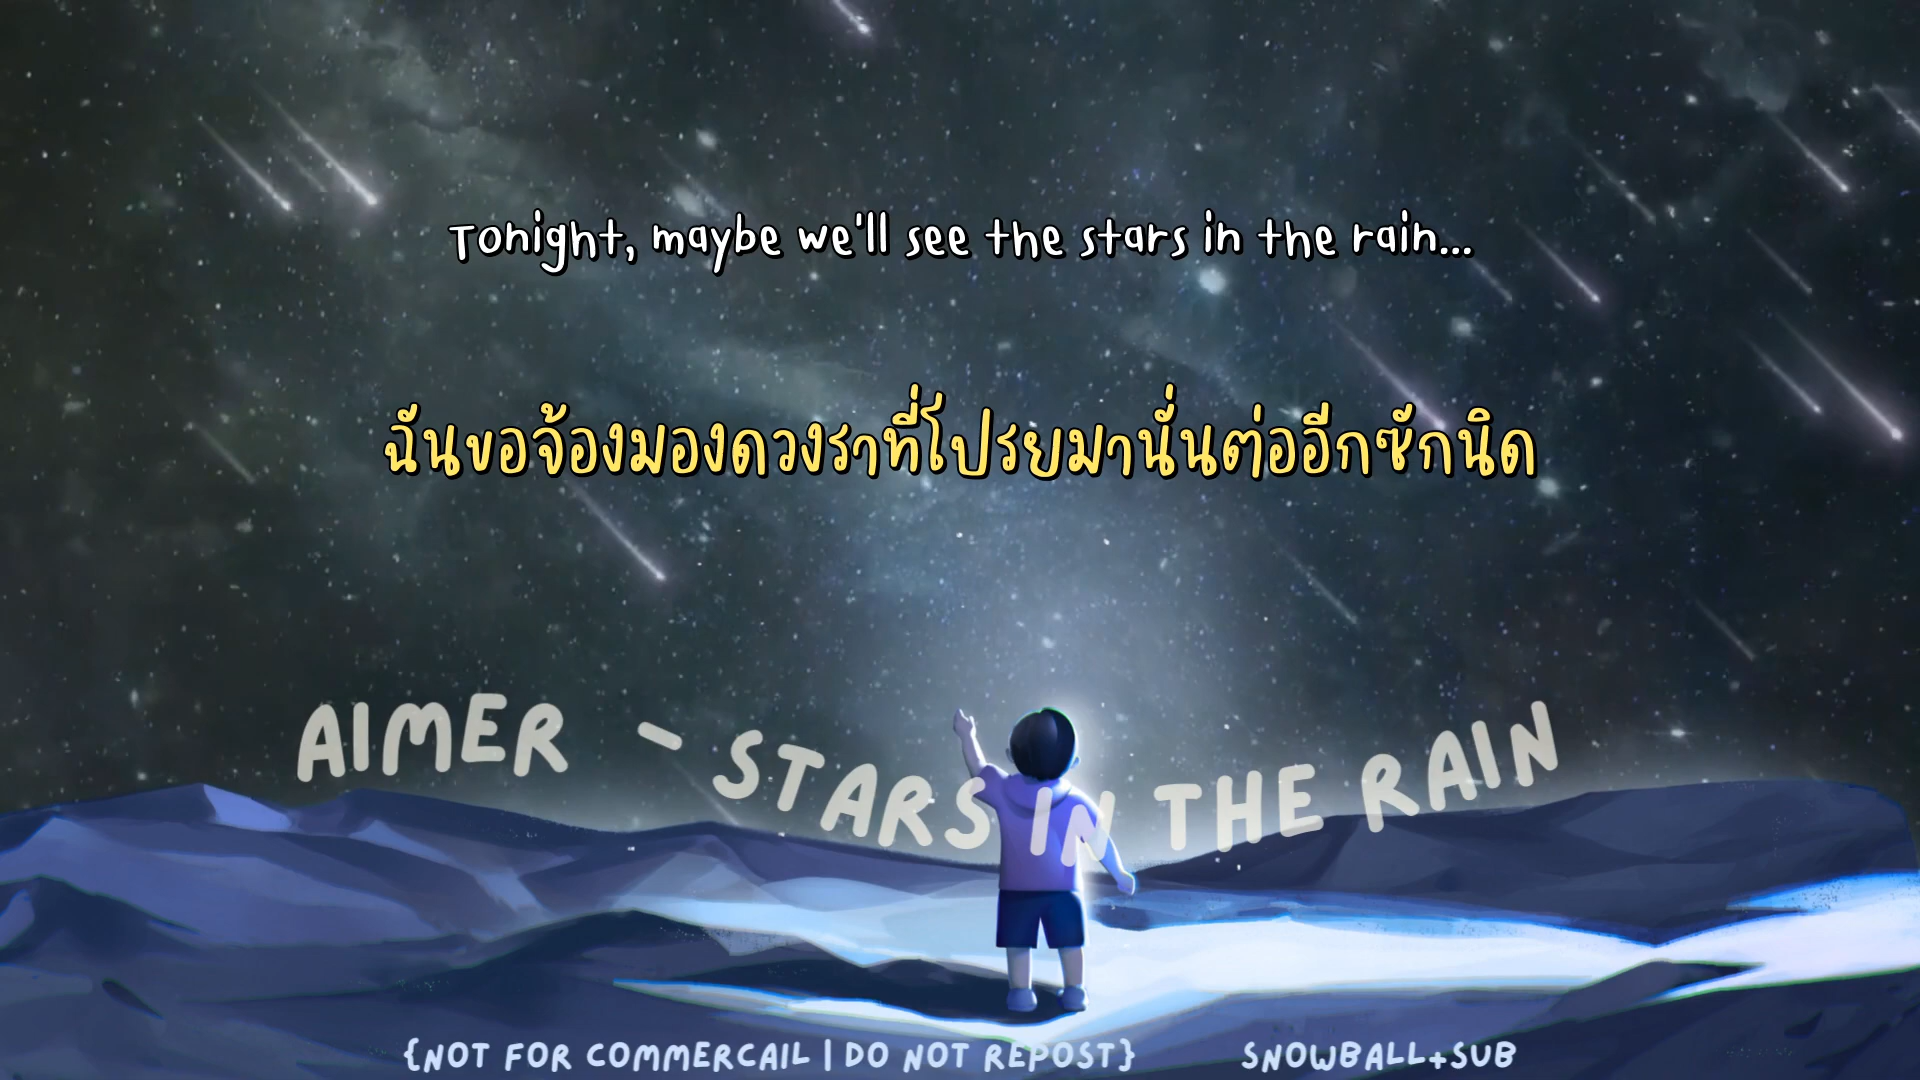 Tonight, maybe we'll see the stars in the rain...
ฉันขอจ้องมองดวงราที่โปรยมานั่นต่ออีกซักนิด
AIMER - STARS IN THE RAIN
{NOT FOR COMMERCAIL | DO NOT REPOST} SNOWBALL+SUB